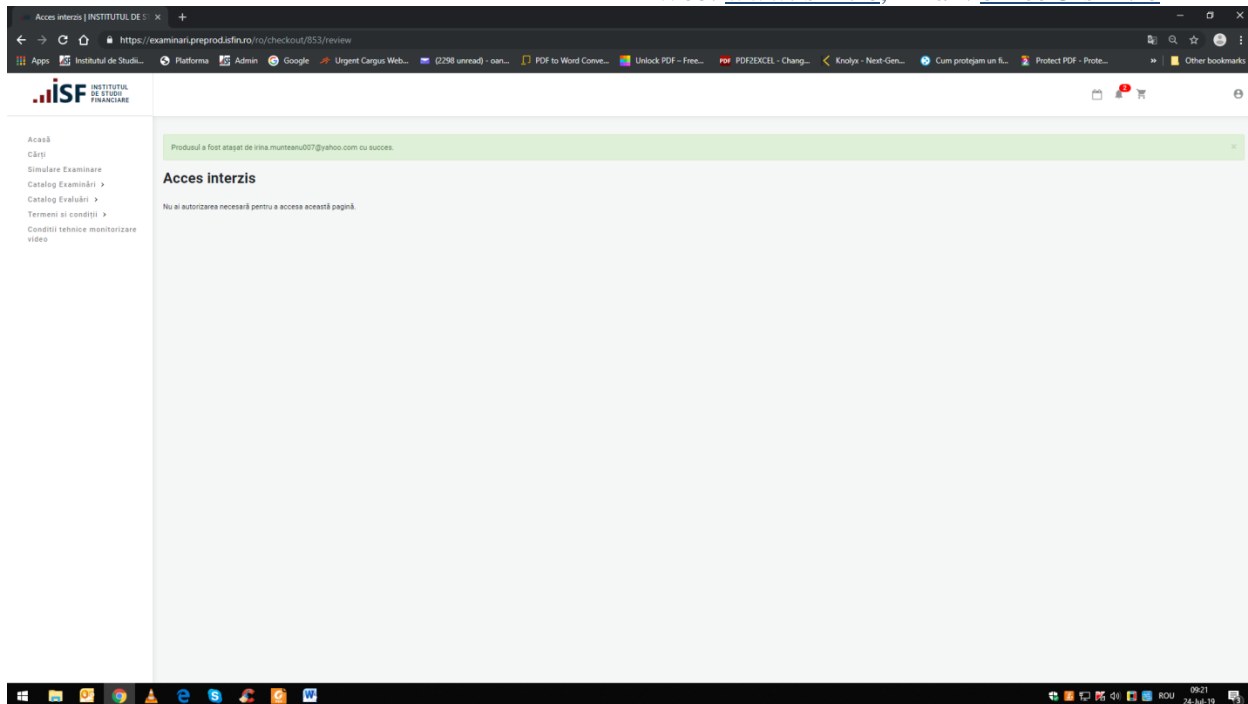 Acces interzis | INSTITUTUL DE S
https://examinari.preprod.isfin.ro/ro/checkout/853/review
Apps Institutul de Studii... Platforma Admin Google Urgent Cargus Web... (2298 unread) - oan... PDF to Word Conve... Unlock PDF – Free... PDF2EXCEL - Chang... Knolyx - Next-Gen... Cum protejam un fi... Protect PDF - Prote... » Other bookmarks
ISF INSTITUTUL
DE STUDII
FINANCIARE
2
Acasă
Cărți
Simulare Examinare
Catalog Examinări >
Catalog Evaluări >
Termeni si condiții >
Conditii tehnice monitorizare
video
Produsul a fost atașat de irina.munteanu007@yahoo.com cu succes.
Acces interzis
Nu ai autorizarea necesară pentru a accesa această pagină.
ROU
09:21
24-Jul-19